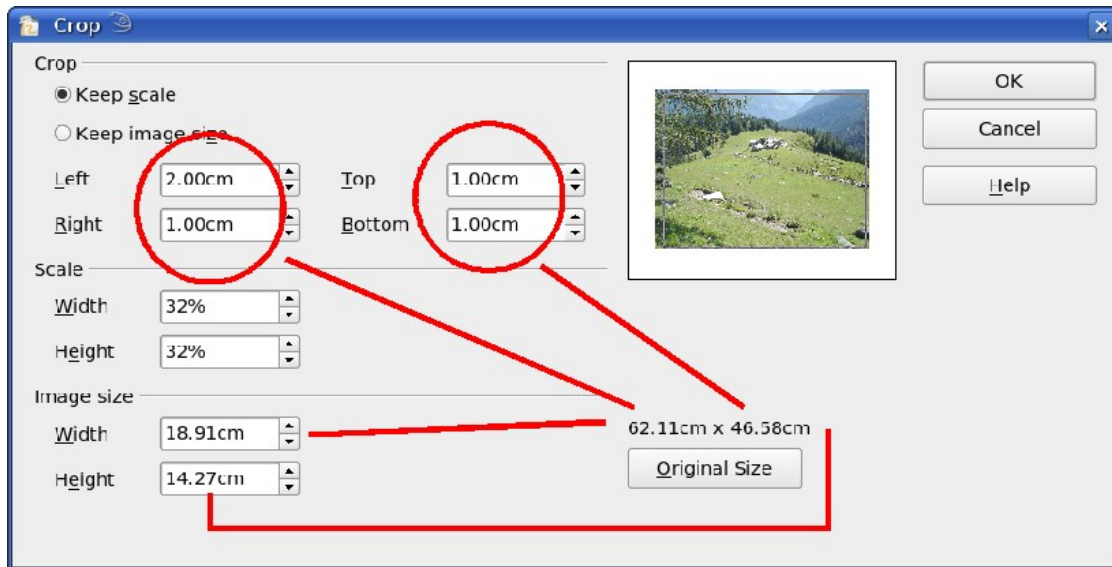 Crop
Crop
Keep scale
Keep image size
Left 2.00cm Top 1.00cm
Right 1.00cm Bottom 1.00cm
Scale
Width 32%
Height 32%
Image size
Width 18.91cm
Height 14.27cm
62.11cm x 46.58cm
Original Size
OK
Cancel
Help